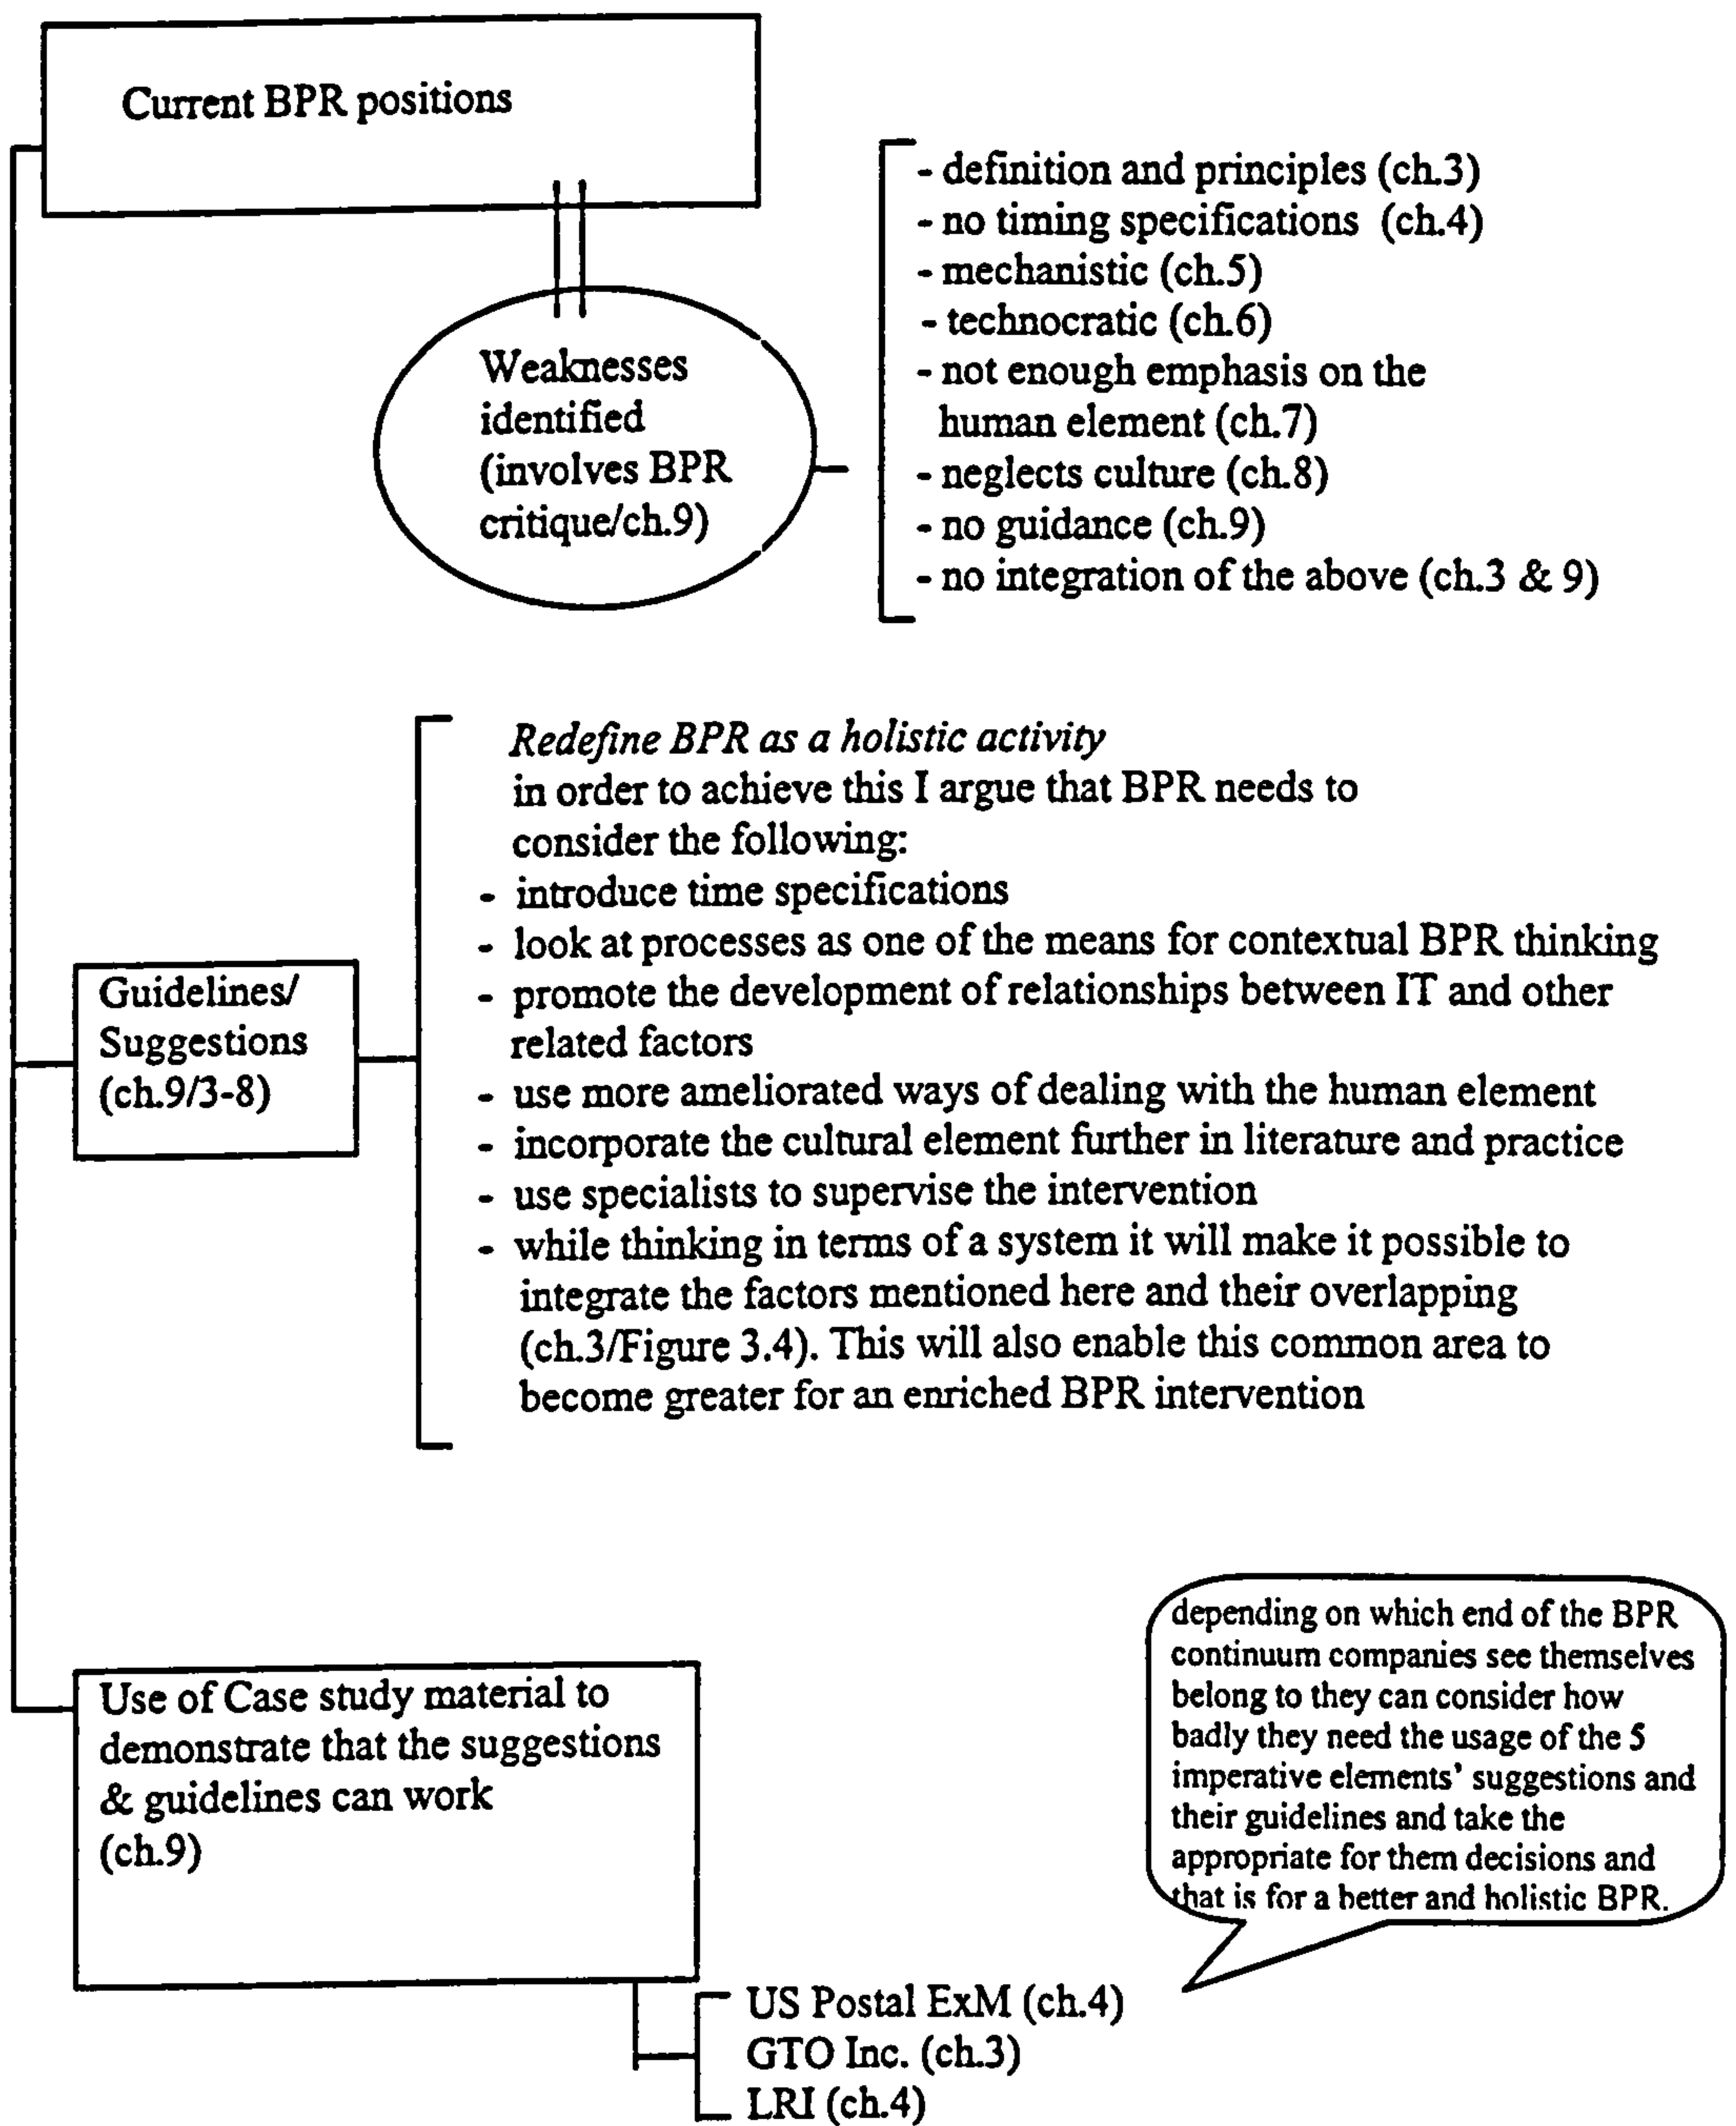 Current BPR positions
Weaknesses
identified
(involves BPR
critique/ch.9)
- definition and principles (ch.3)
- no timing specifications (ch.4)
- mechanistic (ch.5)
- technocratic (ch.6)
- not enough emphasis on the
human element (ch.7)
- neglects culture (ch.8)
- no guidance (ch.9)
- no integration of the above (ch.3 & 9)
Guidelines/
Suggestions
(ch.9/3-8)
Redefine BPR as a holistic activity
in order to achieve this I argue that BPR needs to
consider the following:
- introduce time specifications
- look at processes as one of the means for contextual BPR thinking
- promote the development of relationships between IT and other
related factors
- use more ameliorated ways of dealing with the human element
- incorporate the cultural element further in literature and practice
- use specialists to supervise the intervention
- while thinking in terms of a system it will make it possible to
integrate the factors mentioned here and their overlapping
(ch.3/Figure 3.4). This will also enable this common area to
become greater for an enriched BPR intervention
Use of Case study material to
demonstrate that the suggestions
& guidelines can work
(ch.9)
depending on which end of the BPR
continuum companies see themselves
belong to they can consider how
badly they need the usage of the 5
imperative elements' suggestions and
their guidelines and take the
appropriate for them decisions and
that is for a better and holistic BPR.
US Postal ExM (ch.4)
GTO Inc. (ch.3)
LRI (ch.4)